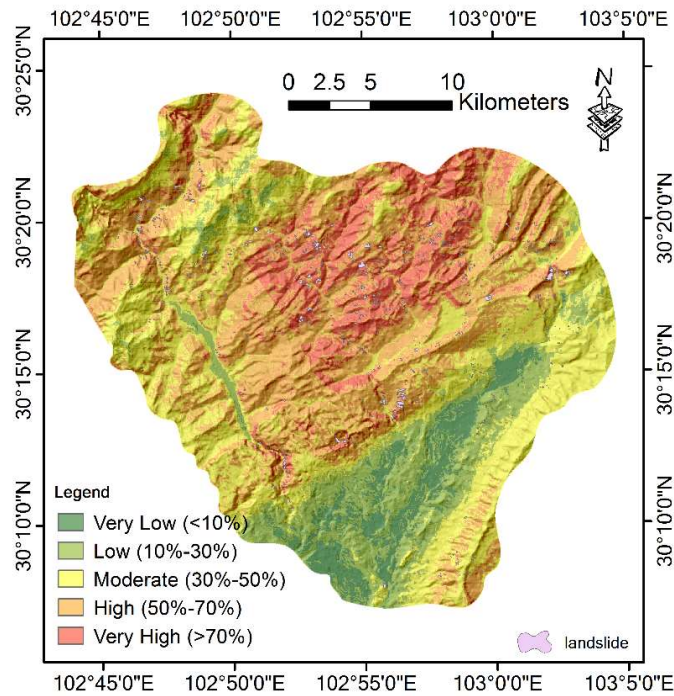 102°45'0"E 102°50'0"E 102°55'0"E 103°0'0"E 103°5'0"E
30°25'0"N
0 2.5 5 10
Kilometers
N
30°20'0"N 30°20'0"N
30°15'0"N 30°15'0"N
30°10'0"N 30°10'0"N
Legend
Very Low (<10%)
Low (10%-30%)
Moderate (30%-50%)
High (50%-70%)
Very High (>70%)
landslide
102°45'0"E 102°50'0"E 102°55'0"E 103°0'0"E 103°5'0"E